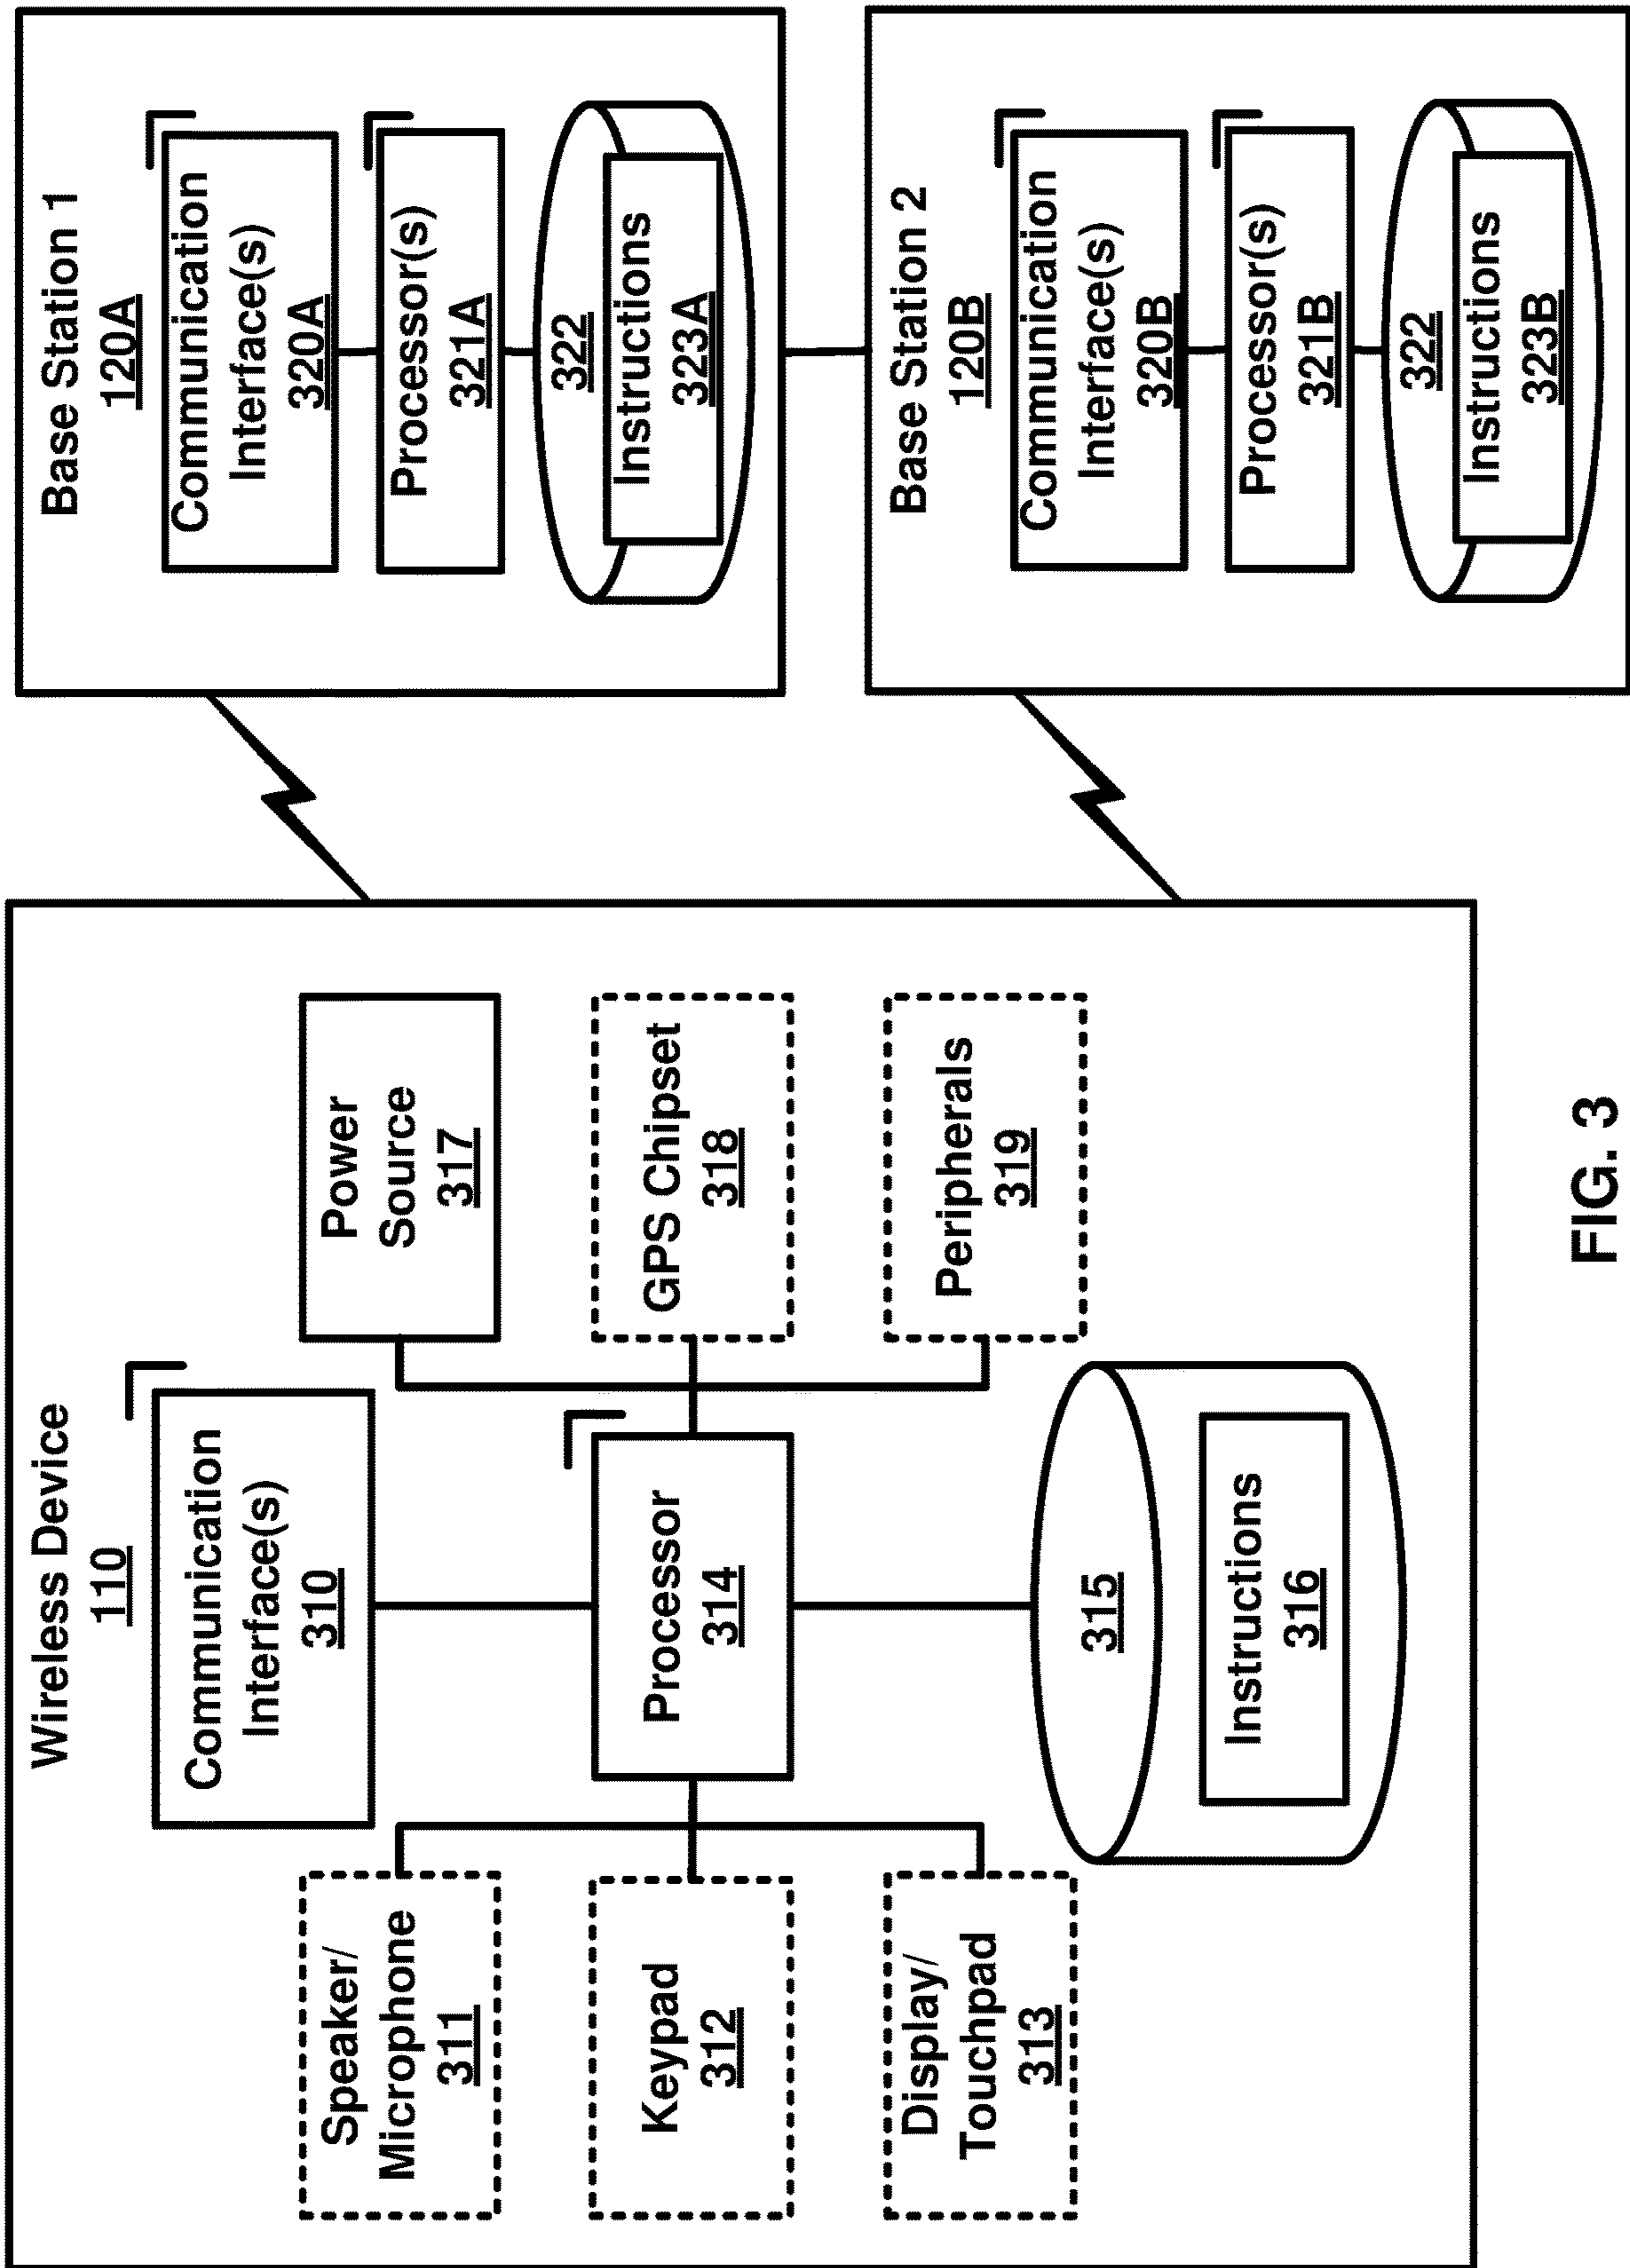 Wireless Device
110
Communication
Interface(s)
310
Speaker/
Microphone
311
Keypad
312
Display/
Touchpad
313
Processor
314
315
Instructions
316
Power
Source
317
GPS Chipset
318
Peripherals
319
Base Station 1
120A
Communication
Interface(s)
320A
Processor(s)
321A
322
Instructions
323A
Base Station 2
120B
Communication
Interface(s)
320B
Processor(s)
321B
322
Instructions
323B
FIG. 3